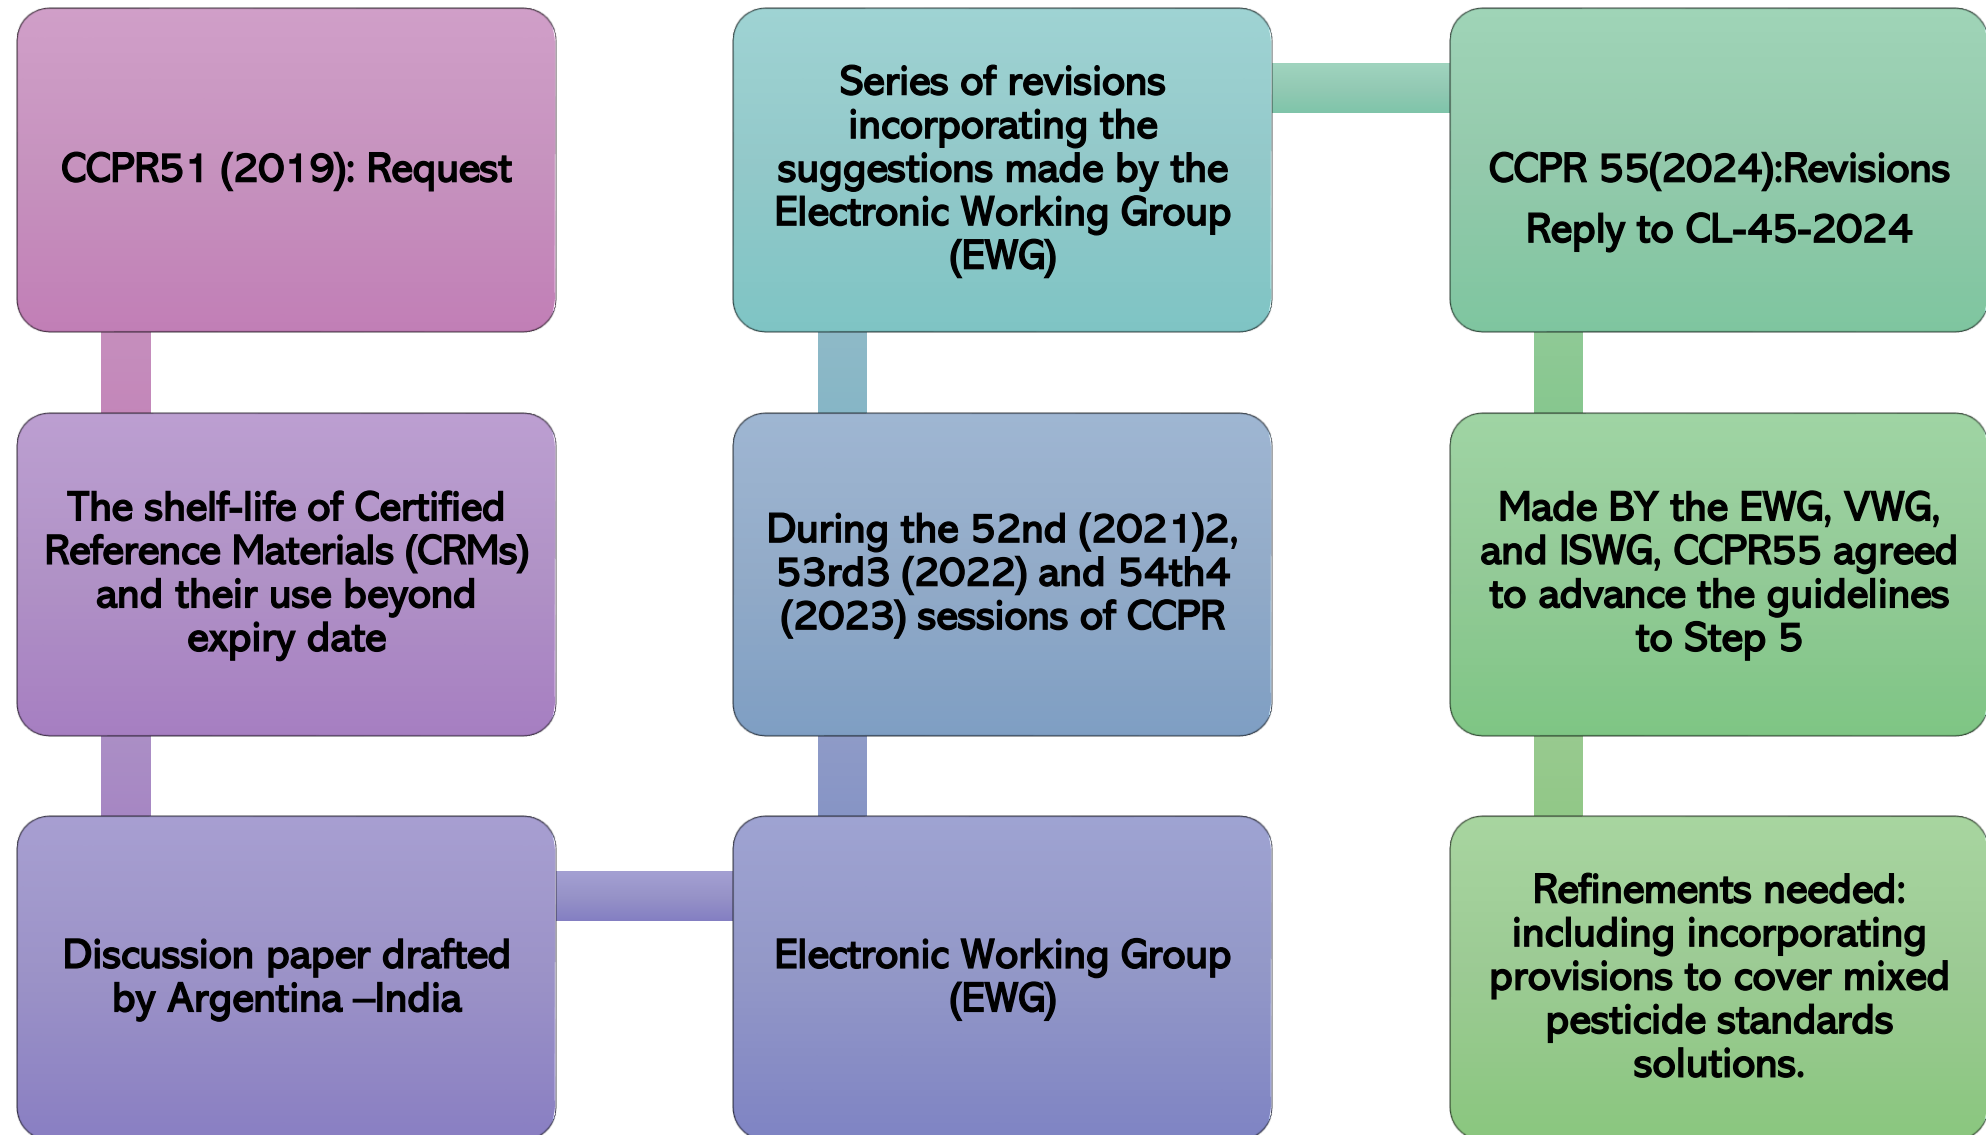 CCPR51 (2019): Request
The shelf-life of Certified
Reference Materials (CRMs)
and their use beyond
expiry date
Discussion paper drafted
by Argentina –India
Electronic Working Group
(EWG)
During the 52nd (2021)2,
53rd3 (2022) and 54th4
(2023) sessions of CCPR
Series of revisions
incorporating the
suggestions made by the
Electronic Working Group
(EWG)
CCPR 55(2024):Revisions
Reply to CL-45-2024
Made BY the EWG, VWG,
and ISWG, CCPR55 agreed
to advance the guidelines
to Step 5
Refinements needed:
including incorporating
provisions to cover mixed
pesticide standards
solutions.